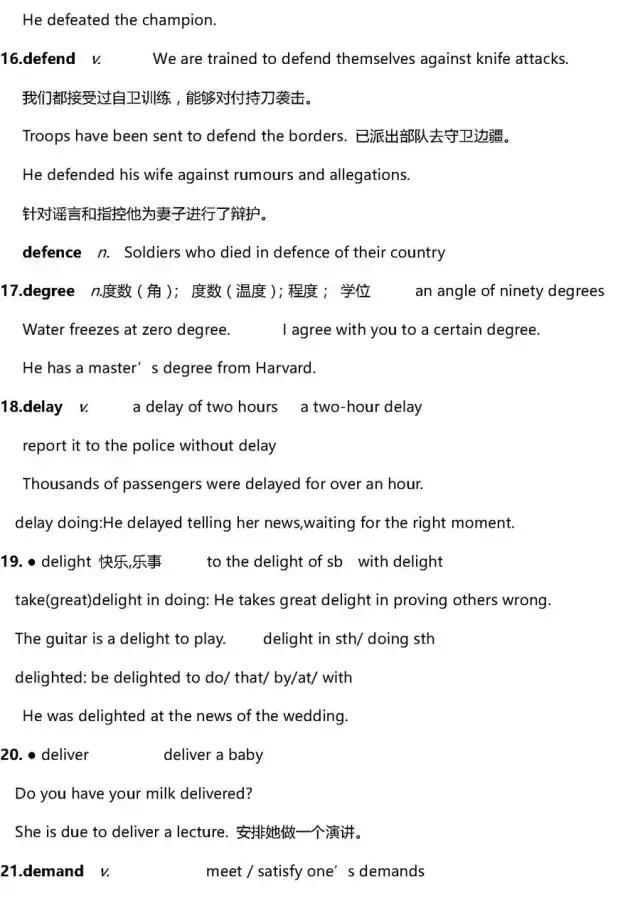 He defeated the champion.
16.defend v. We are trained to defend themselves against knife attacks.
我们都接受过自卫训练，能够对付持刀袭击。
Troops have been sent to defend the borders. 已派出部队去守卫边疆。
He defended his wife against rumours and allegations.
针对谣言和指控他为妻子进行了辩护。
defence n. Soldiers who died in defence of their country
17.degree n.度数（角）； 度数（温度）；程度； 学位 an angle of ninety degrees
Water freezes at zero degree. I agree with you to a certain degree.
He has a master’s degree from Harvard.
18.delay v. a delay of two hours a two-hour delay
report it to the police without delay
Thousands of passengers were delayed for over an hour.
delay doing:He delayed telling her news,waiting for the right moment.
19. ● delight 快乐,乐事 to the delight of sb with delight
take(great)delight in doing: He takes great delight in proving others wrong.
The guitar is a delight to play. delight in sth/ doing sth
delighted: be delighted to do/ that/ by/at/ with
He was delighted at the news of the wedding.
20. ● deliver deliver a baby
Do you have your milk delivered?
She is due to deliver a lecture. 安排她做一个演讲。
21.demand v. meet / satisfy one’s demands